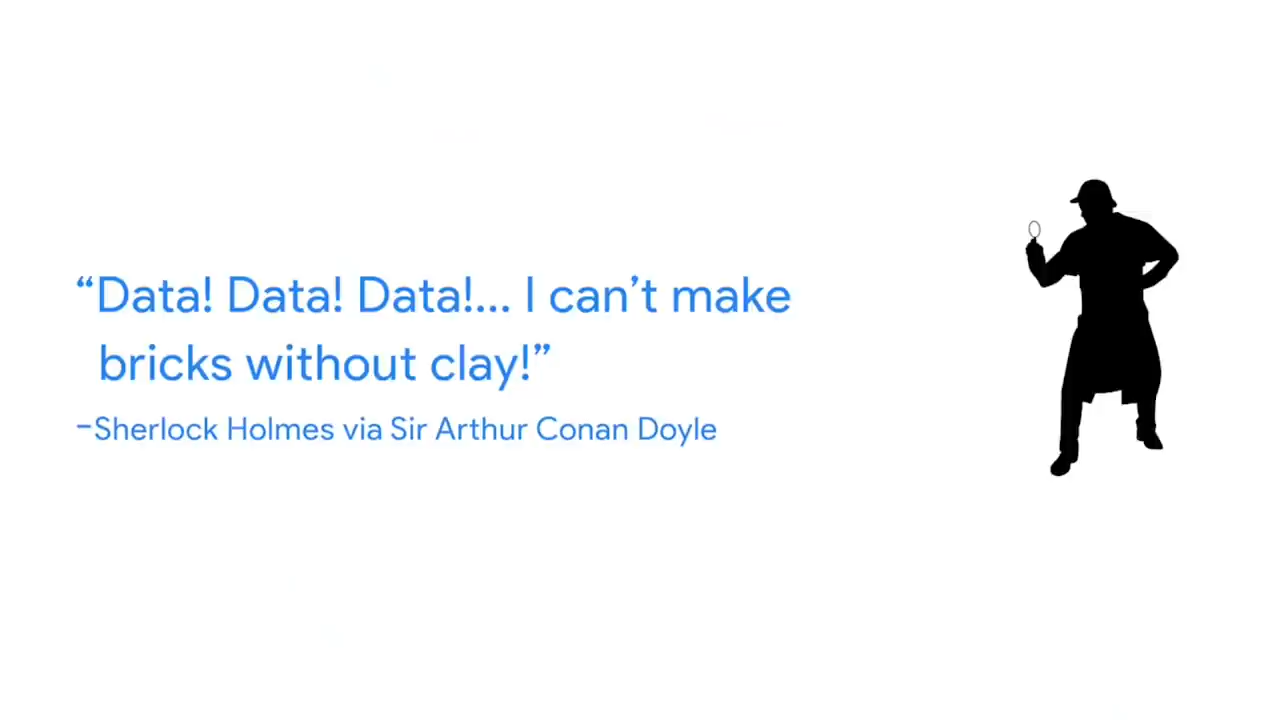 “Data! Data! Data!... I can’t make
bricks without clay!”
–Sherlock Holmes via Sir Arthur Conan Doyle